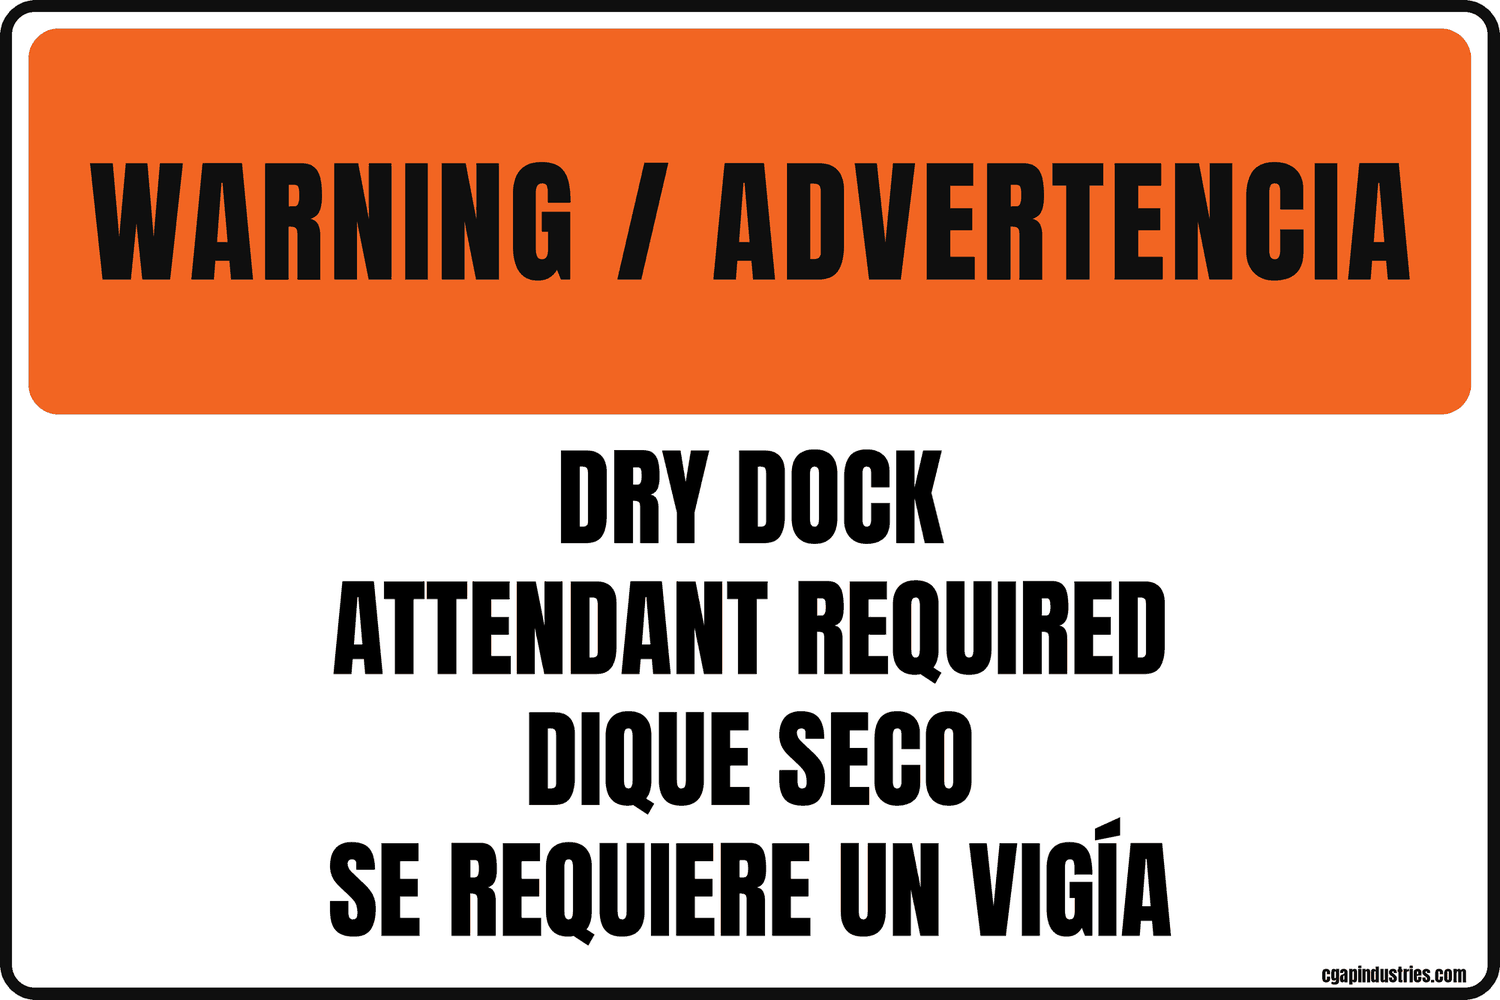 WARNING / ADVERTENCIA
DRY DOCK
ATTENDANT REQUIRED
DIQUE SECO
SE REQUIERE UN VIGÍA
cgapindustries.com